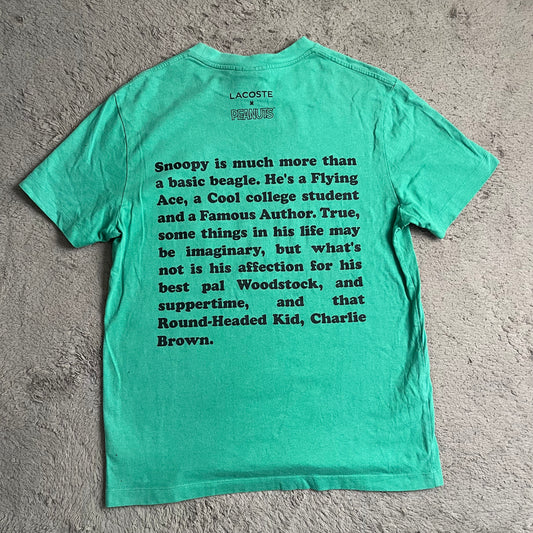 LACOSTE
x
PEANUTS
Snoopy is much more than
a basic beagle. He's a Flying
Ace, a Cool college student
and a Famous Author. True,
some things in his life may
be imaginary, but what's
not is his affection for his
best pal Woodstock, and
suppertime, and that
Round-Headed Kid, Charlie
Brown.